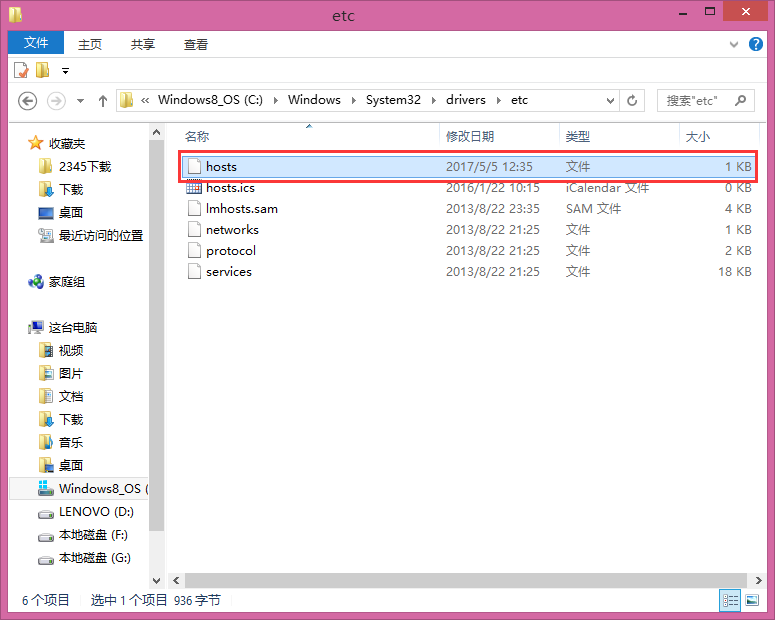 etc
文件 主页 共享 查看
« Windows8_OS (C:) Windows System32 drivers etc 搜索"etc"
名称 修改日期 类型 大小
hosts 2017/5/5 12:35 文件 1 KB
hosts.ics 2016/1/22 10:15 iCalendar 文件 0 KB
lmhosts.sam 2013/8/22 23:35 SAM 文件 4 KB
networks 2013/8/22 21:25 文件 1 KB
protocol 2013/8/22 21:25 文件 2 KB
services 2013/8/22 21:25 文件 18 KB
收藏夹
2345下载
下载
桌面
最近访问的位置
家庭组
这台电脑
视频
图片
文档
下载
音乐
桌面
Windows8_OS (
LENOVO (D:)
本地磁盘 (F:)
本地磁盘 (G:)
6 个项目 选中 1 个项目 936 字节